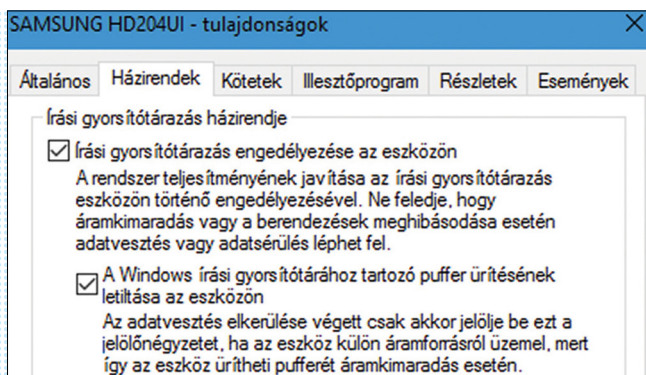 SAMSUNG HD204UI - tulajdonságok
Általános Házirendek Kötetek Illesztőprogram Részletek Események
Írási gyorsítótárazás házirendje
Írási gyorsítótárazás engedélyezése az eszközön
A rendszer teljesítményének javítása az írási gyorsítótárazás
eszközön történő engedélyezésével. Ne feledje, hogy
áramkimaradás vagy a berendezések meghibásodása esetén
adatvesztés vagy adatsérülés léphet fel.
A Windows írási gyorsítótárához tartozó puffer ürítésének
letiltása az eszközön
Az adatvesztés elkerülése végett csak akkor jelölje be ezt a
jelölőnégyzetet, ha az eszköz külön áramforrásról üzemel, mert
így az eszköz ürítheti pufferét áramkimaradás esetén.